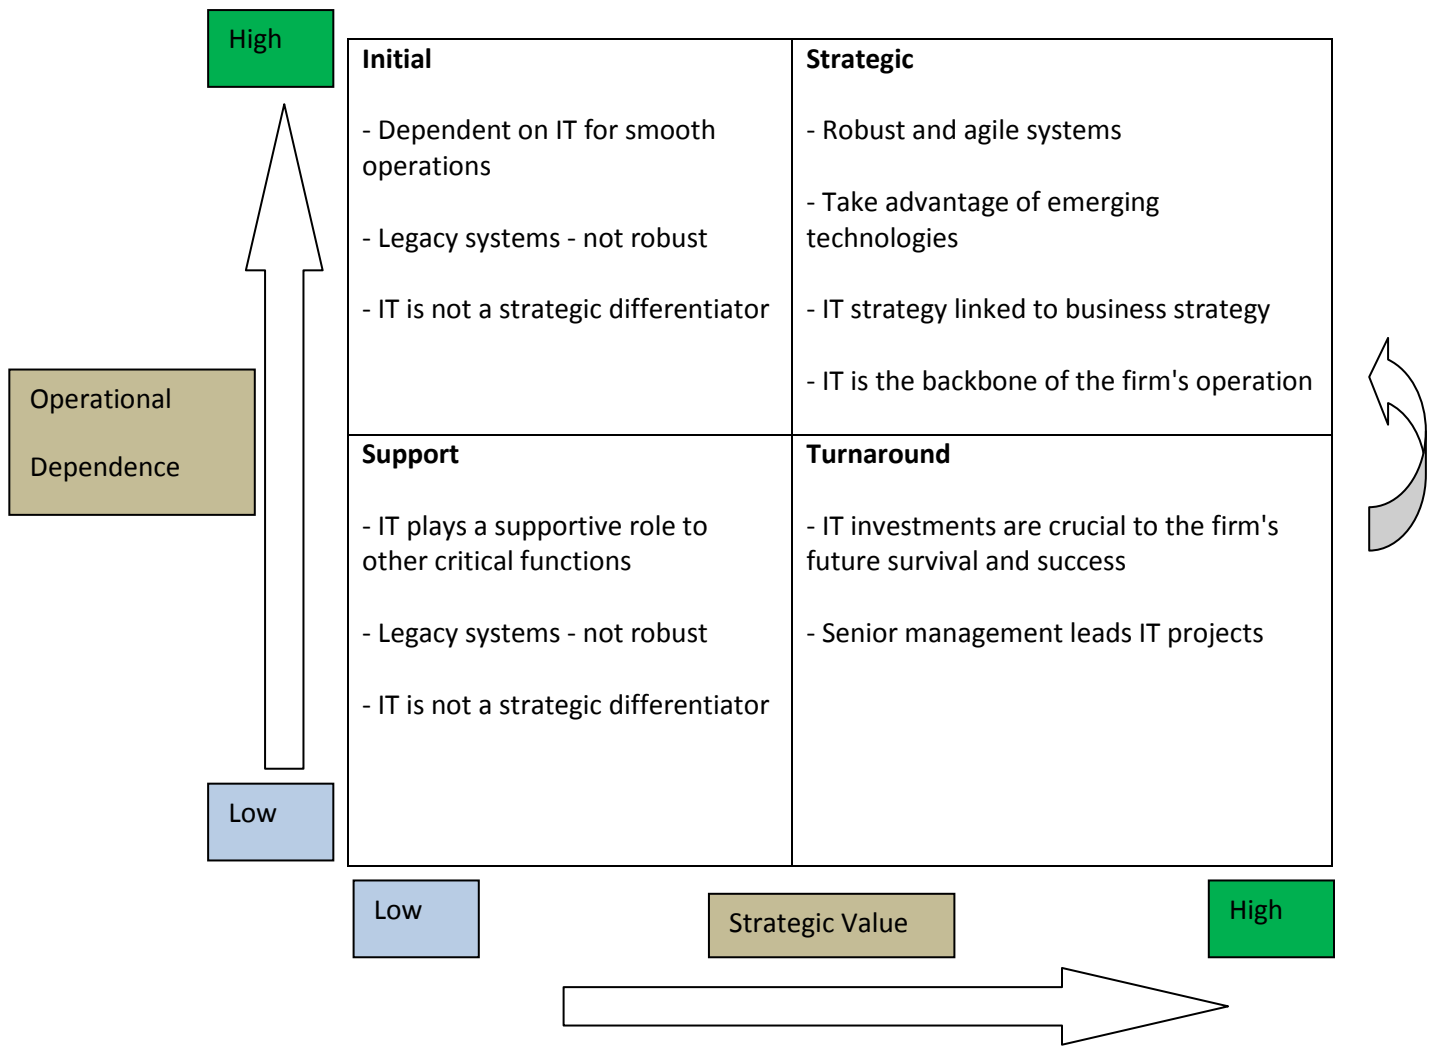 High
Initial
- Dependent on IT for smooth
operations
- Legacy systems - not robust
- IT is not a strategic differentiator
Strategic
- Robust and agile systems
- Take advantage of emerging
technologies
- IT strategy linked to business strategy
- IT is the backbone of the firm's operation
Operational
Dependence
Support
- IT plays a supportive role to
other critical functions
- Legacy systems - not robust
- IT is not a strategic differentiator
Turnaround
- IT investments are crucial to the firm's
future survival and success
- Senior management leads IT projects
Low
Low
Strategic Value
High